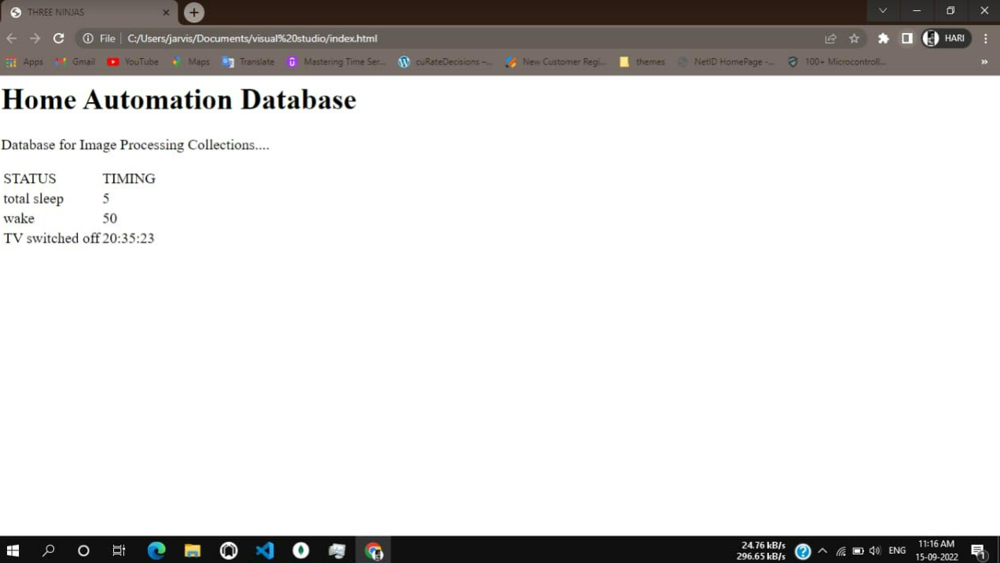 THREE NINJAS
File C:/Users/jarvis/Documents/visual%20studio/index.html HARI
Apps Gmail YouTube Maps Translate Mastering Time Ser... cuRateDecisions –... New Customer Regi... themes NetID HomePage -... 100+ Microcontroll... »
Home Automation Database
Database for Image Processing Collections....
STATUS TIMING
total sleep 5
wake 50
TV switched off 20:35:23
24.76 kB/s
296.65 kB/s
ENG
11:16 AM
15-09-2022
1